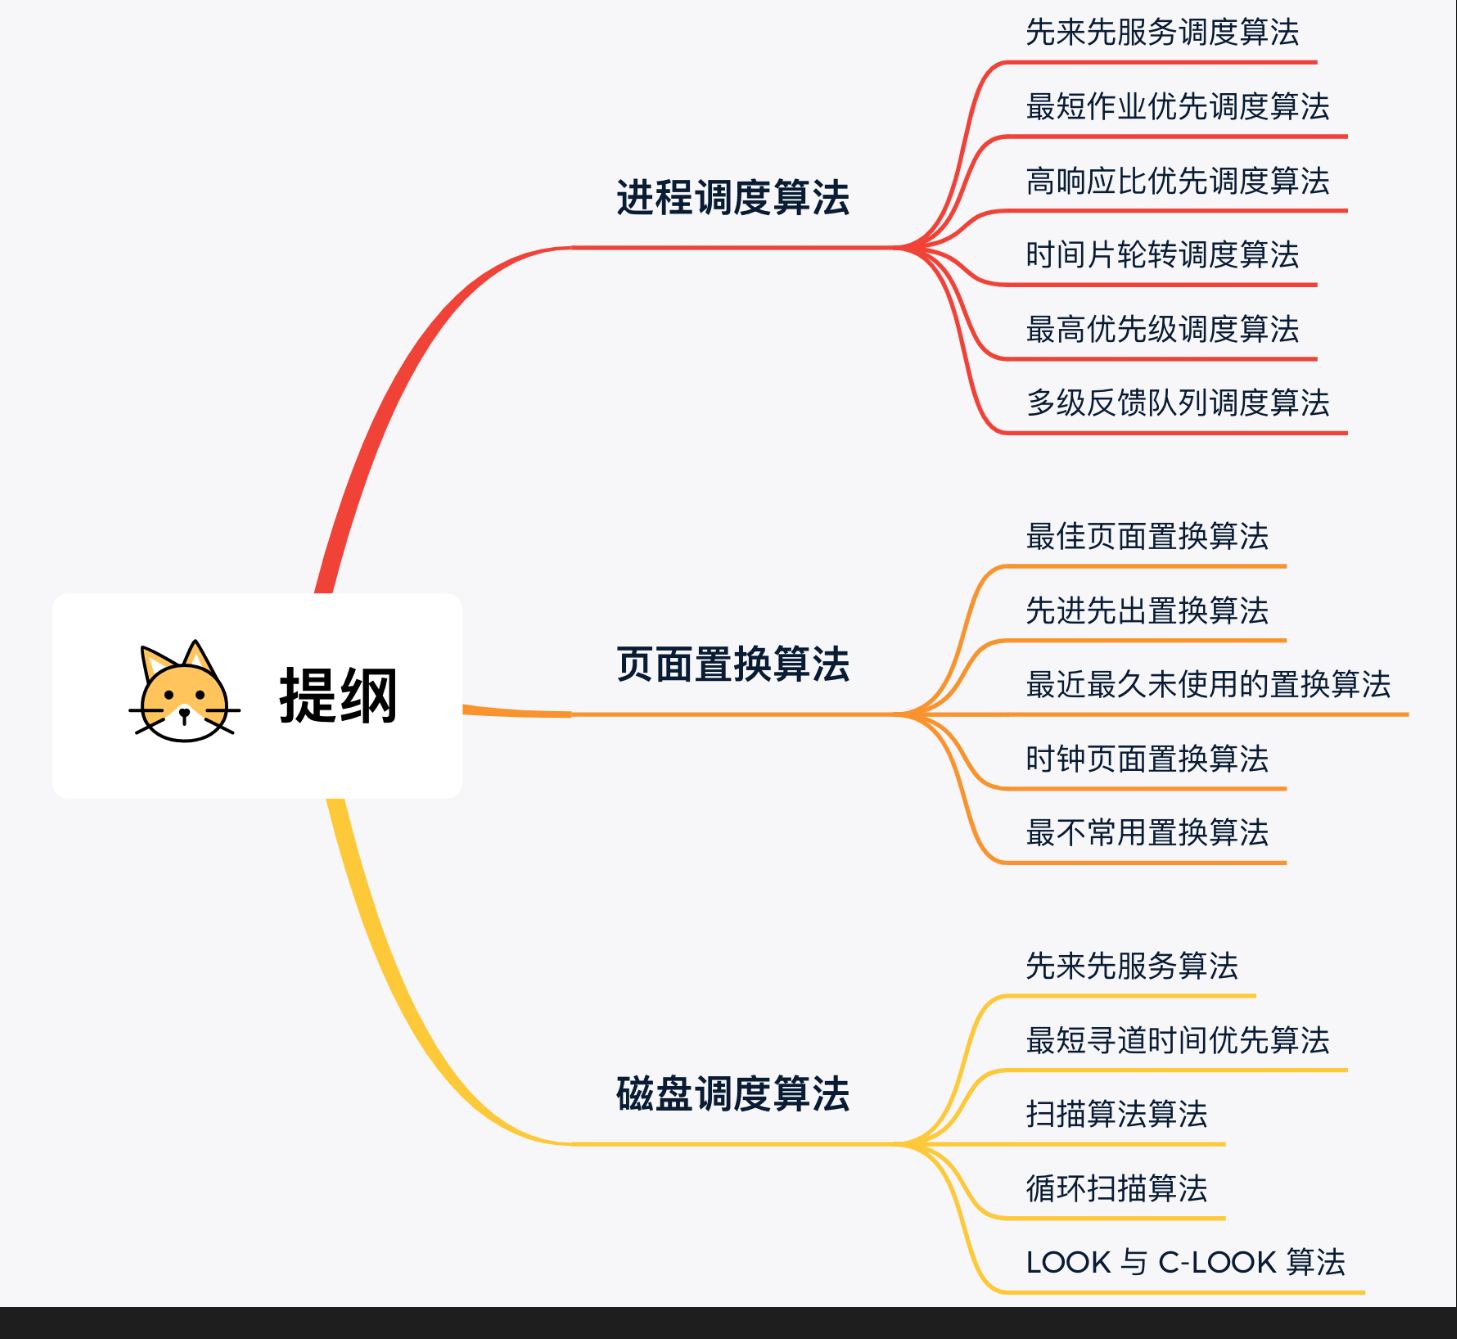 提纲
进程调度算法
先来先服务调度算法
最短作业优先调度算法
高响应比优先调度算法
时间片轮转调度算法
最高优先级调度算法
多级反馈队列调度算法
页面置换算法
最佳页面置换算法
先进先出置换算法
最近最久未使用的置换算法
时钟页面置换算法
最不常用置换算法
磁盘调度算法
先来先服务算法
最短寻道时间优先算法
扫描算法算法
循环扫描算法
LOOK 与 C-LOOK 算法